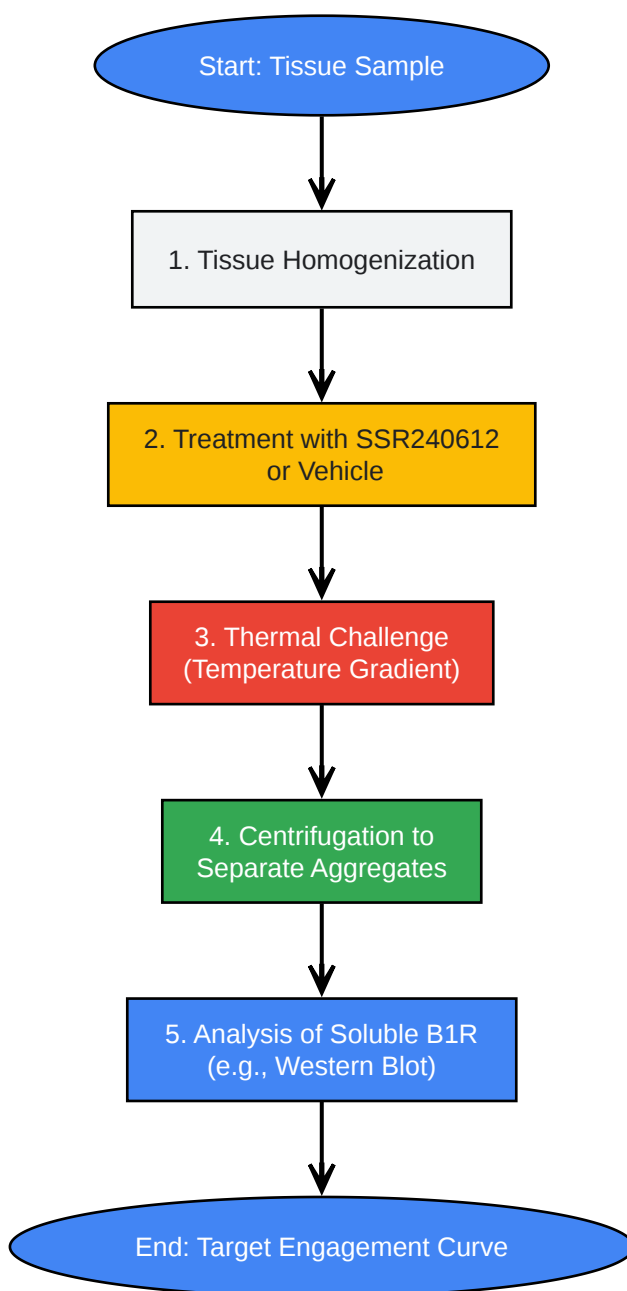 Start: Tissue Sample
1. Tissue Homogenization
2. Treatment with SSR240612
or Vehicle
3. Thermal Challenge
(Temperature Gradient)
4. Centrifugation to
Separate Aggregates
5. Analysis of Soluble B1R
(e.g., Western Blot)
End: Target Engagement Curve